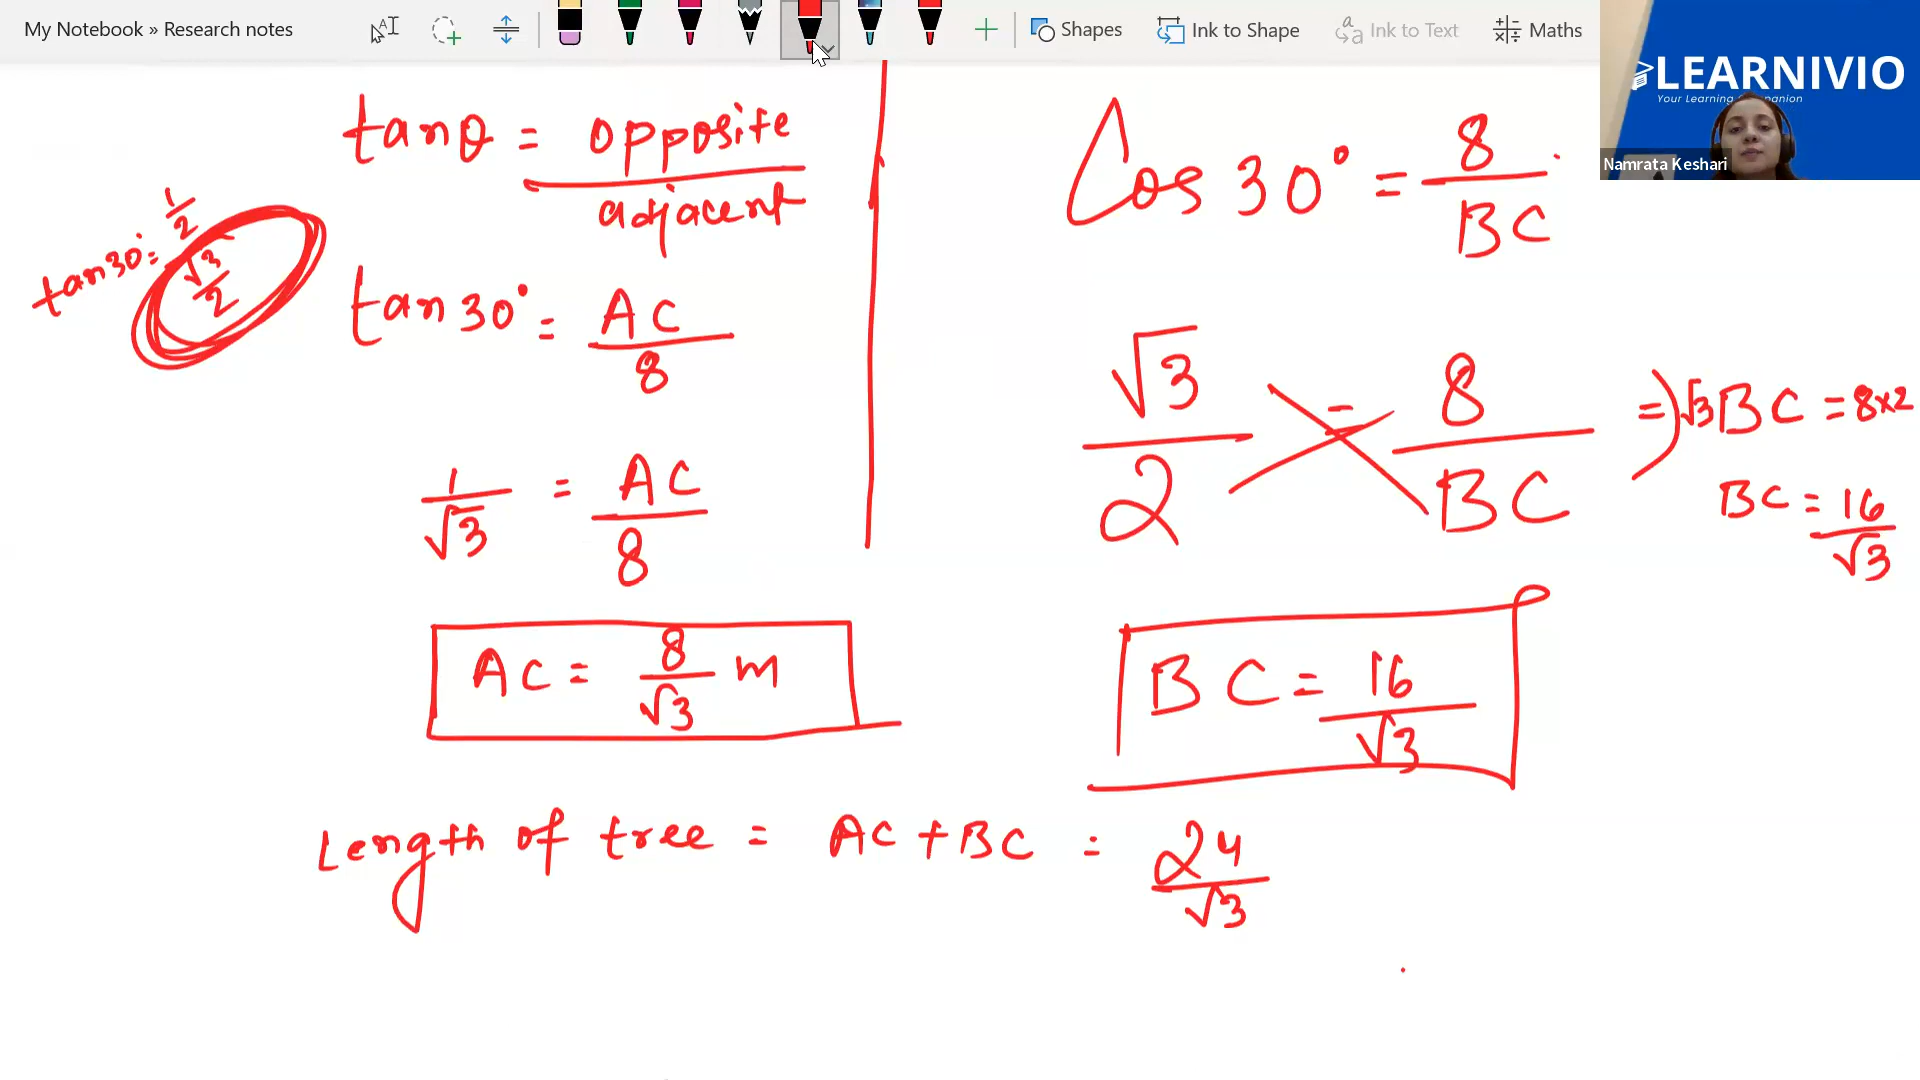 My Notebook » Research notes
Shapes
Ink to Shape
Ink to Text
Maths
LEARNIVIO
Namrata Keshari
tanθ = opposite / adjacent
tan30° = 1/2 / √3/2
tan30° = AC/8
1/√3 = AC/8
AC = 8/√3 m
Cos 30° = 8/BC
√3/2 = 8/BC
=) √3 BC = 8×2
BC = 16/√3
BC = 16/√3
Length of tree = AC + BC = 24/√3